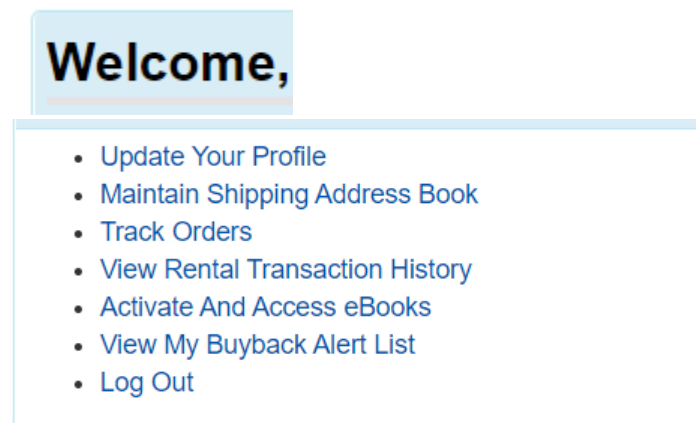 Welcome,
Update Your Profile
Maintain Shipping Address Book
Track Orders
View Rental Transaction History
Activate And Access eBooks
View My Buyback Alert List
Log Out